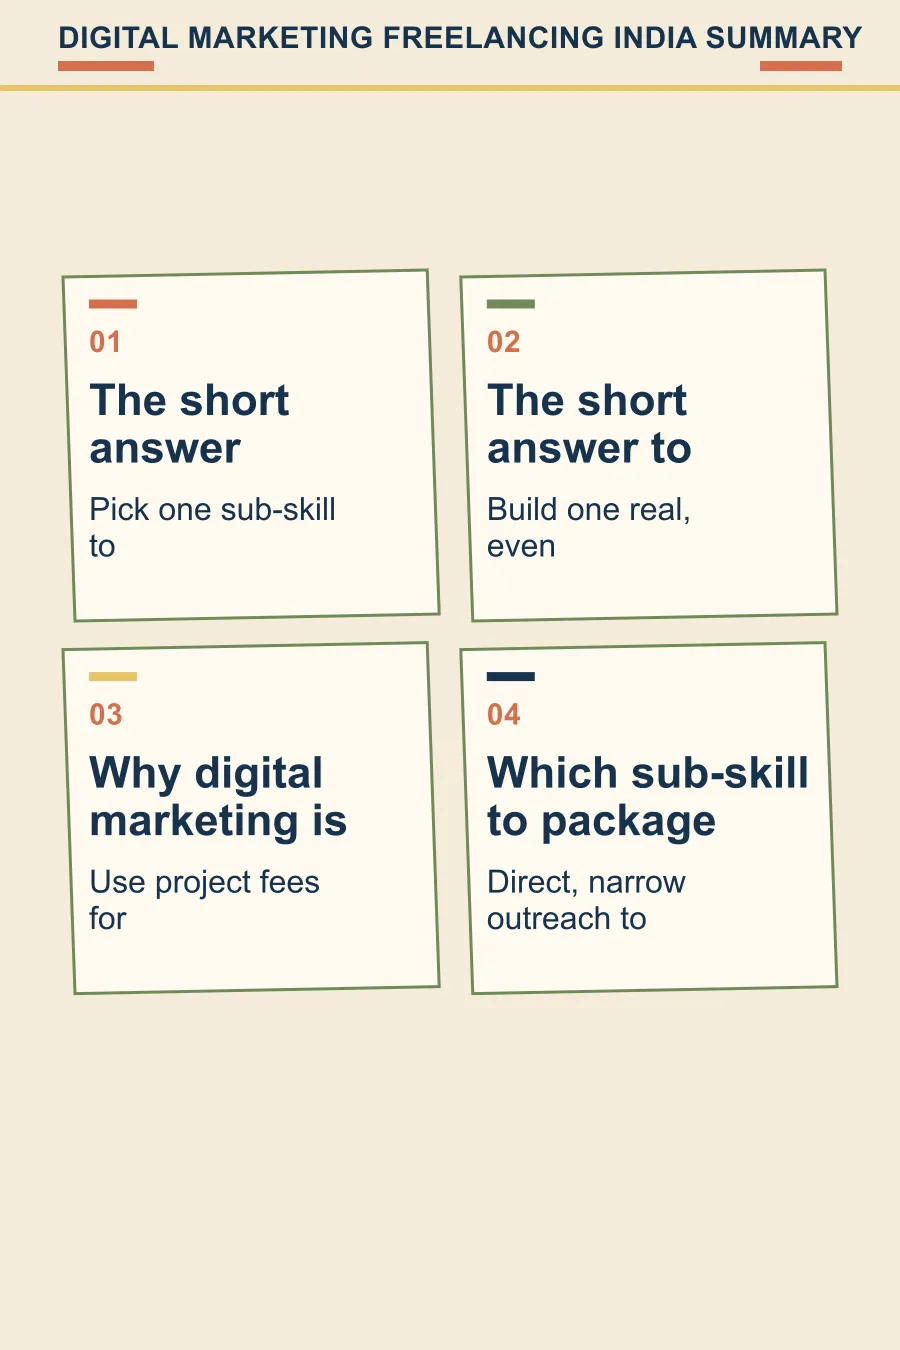 DIGITAL MARKETING FREELANCING INDIA SUMMARY
01
The short
answer
Pick one sub-skill
to
02
The short
answer to
Build one real,
even
03
Why digital
marketing is
Use project fees
for
04
Which sub-skill
to package
Direct, narrow
outreach to